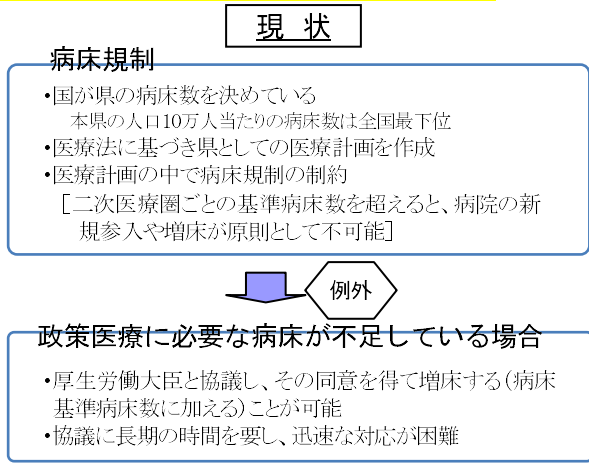 現　状
病床規制
・国が県の病床数を決めている
本県の人口10万人当たりの病床数は全国最下位
・医療法に基づき県としての医療計画を作成
・医療計画の中で病床規制の制約
[二次医療圏ごとの基準病床数を超えると、病院の新
規参入や増床が原則として不可能]
例外
政策医療に必要な病床が不足している場合
・厚生労働大臣と協議し、その同意を得て増床する(病床
基準病床数に加える)ことが可能
・協議に長期の時間を要し、迅速な対応が困難